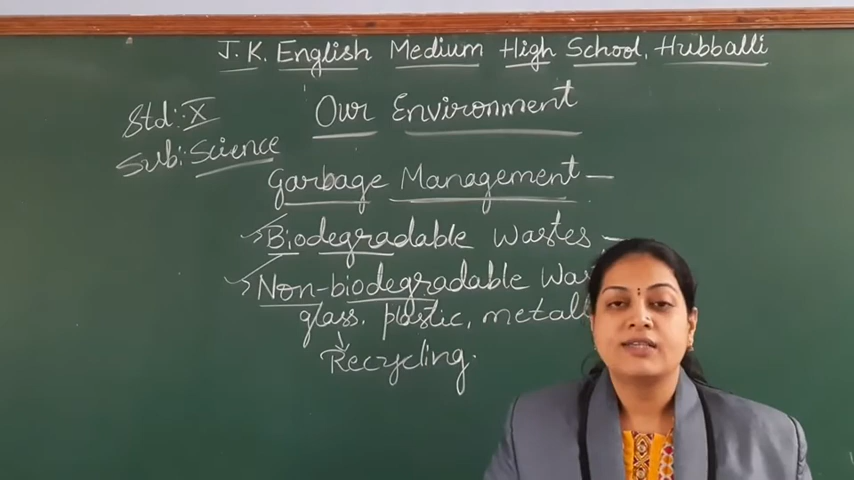 J.K. English Medium High School, Hubballi
Std: X
Our Environment
Sub: Science
Garbage Management –
Biodegradable wastes –
Non-biodegradable
glass, plastic,
Recycling.